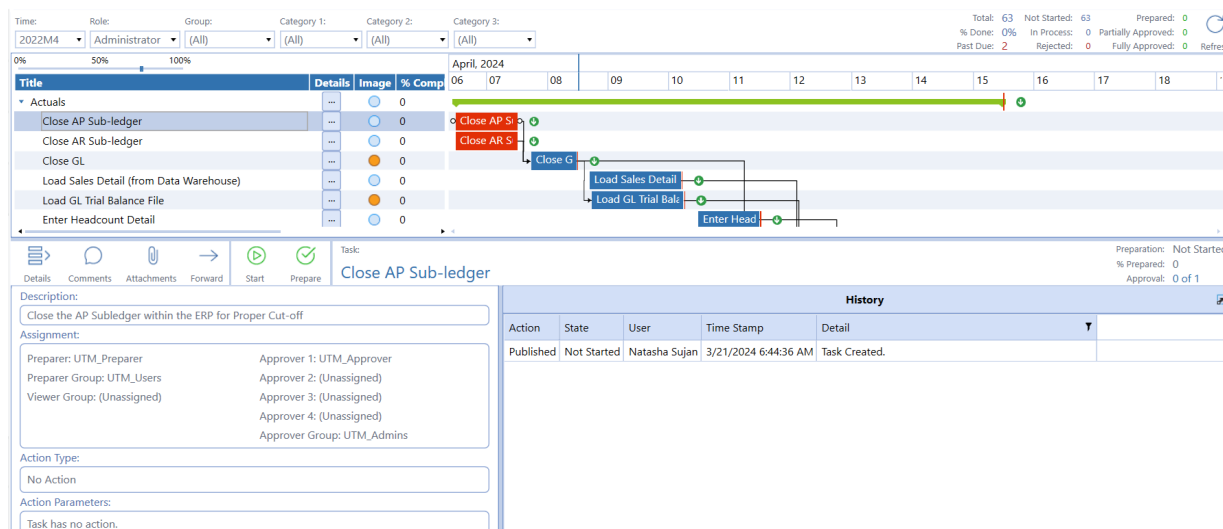 Time: Role: Group: Category 1: Category 2: Category 3:
2022M4 Administrator (All) (All) (All) (All)
Total: 63 Not Started: 63 Prepared: 0
% Done: 0% In Process: 0 Partially Approved: 0
Past Due: 2 Rejected: 0 Fully Approved: 0 Refres
0% 50% 100%
April, 2024
Title Details Image % Comp
06 07 08 09 10 11 12 13 14 15 16 17 18
Actuals ... 0
Close AP Sub-ledger ... 0 Close AP S
Close AR Sub-ledger ... 0 Close AR S
Close GL ... 0 Close G
Load Sales Detail (from Data Warehouse) ... 0 Load Sales Detail
Load GL Trial Balance File ... 0 Load GL Trial Bala
Enter Headcount Detail ... 0 Enter Head
Details Comments Attachments Forward Start Prepare
Task:
Close AP Sub-ledger
Preparation: Not Started
% Prepared: 0
Approval: 0 of 1
Description:
Close the AP Subledger within the ERP for Proper Cut-off
Assignment:
Preparer: UTM_Preparer Approver 1: UTM_Approver
Preparer Group: UTM_Users Approver 2: (Unassigned)
Viewer Group: (Unassigned) Approver 3: (Unassigned)
Approver 4: (Unassigned)
Approver Group: UTM_Admins
Action Type:
No Action
Action Parameters:
Task has no action.
History
Action State User Time Stamp Detail
Published Not Started Natasha Sujan 3/21/2024 6:44:36 AM Task Created.